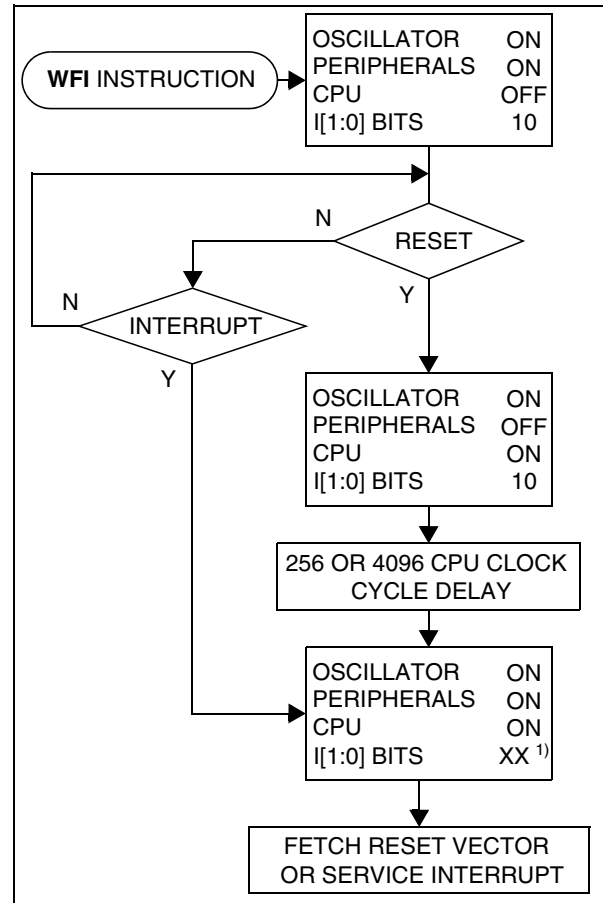 WFI INSTRUCTION
OSCILLATOR ON
PERIPHERALS ON
CPU OFF
I[1:0] BITS 10
RESET
N
Y
INTERRUPT
N
Y
OSCILLATOR ON
PERIPHERALS OFF
CPU ON
I[1:0] BITS 10
256 OR 4096 CPU CLOCK
CYCLE DELAY
OSCILLATOR ON
PERIPHERALS ON
CPU ON
I[1:0] BITS XX 1)
FETCH RESET VECTOR
OR SERVICE INTERRUPT